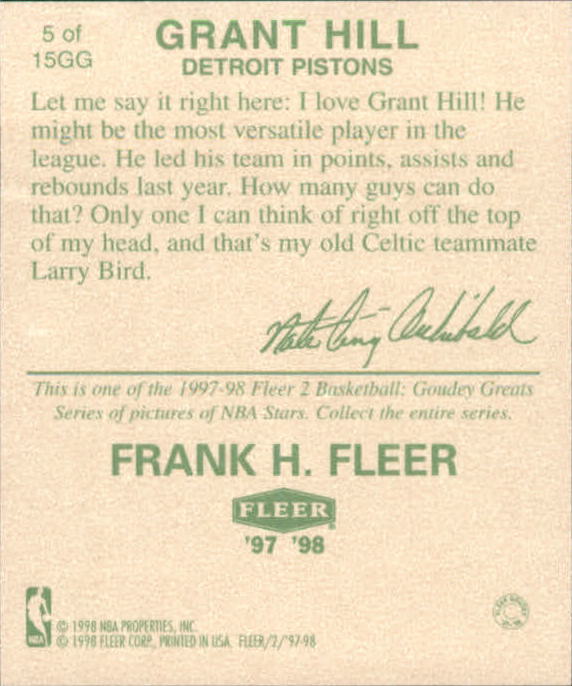 5 of
15GG
GRANT HILL
DETROIT PISTONS
Let me say it right here: I love Grant Hill! He
might be the most versatile player in the
league. He led his team in points, assists and
rebounds last year. How many guys can do
that? Only one I can think of right off the top
of my head, and that's my old Celtic teammate
Larry Bird.
Nate Tiny Archibald
This is one of the 1997-98 Fleer 2 Basketball: Goudey Greats
Series of pictures of NBA Stars. Collect the entire series.
FRANK H. FLEER
FLEER
'97 '98
NBA
© 1998 NBA PROPERTIES, INC.
© 1998 FLEER CORP., PRINTED IN USA FLEER/2/'97-98